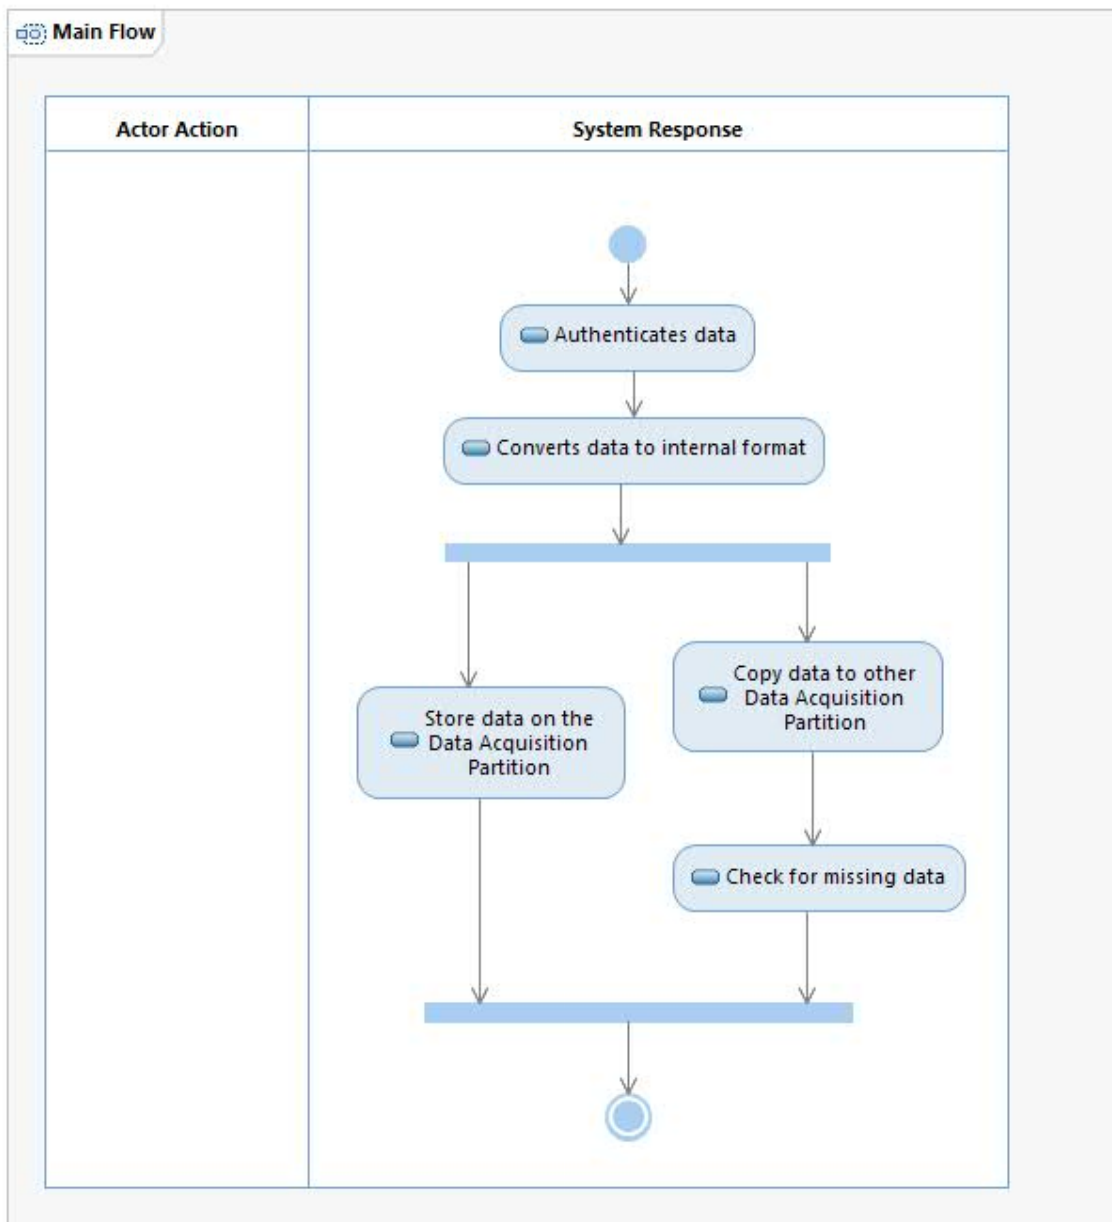 Main Flow
Actor Action
System Response
Authenticates data
Converts data to internal format
Store data on the
Data Acquisition
Partition
Copy data to other
Data Acquisition
Partition
Check for missing data